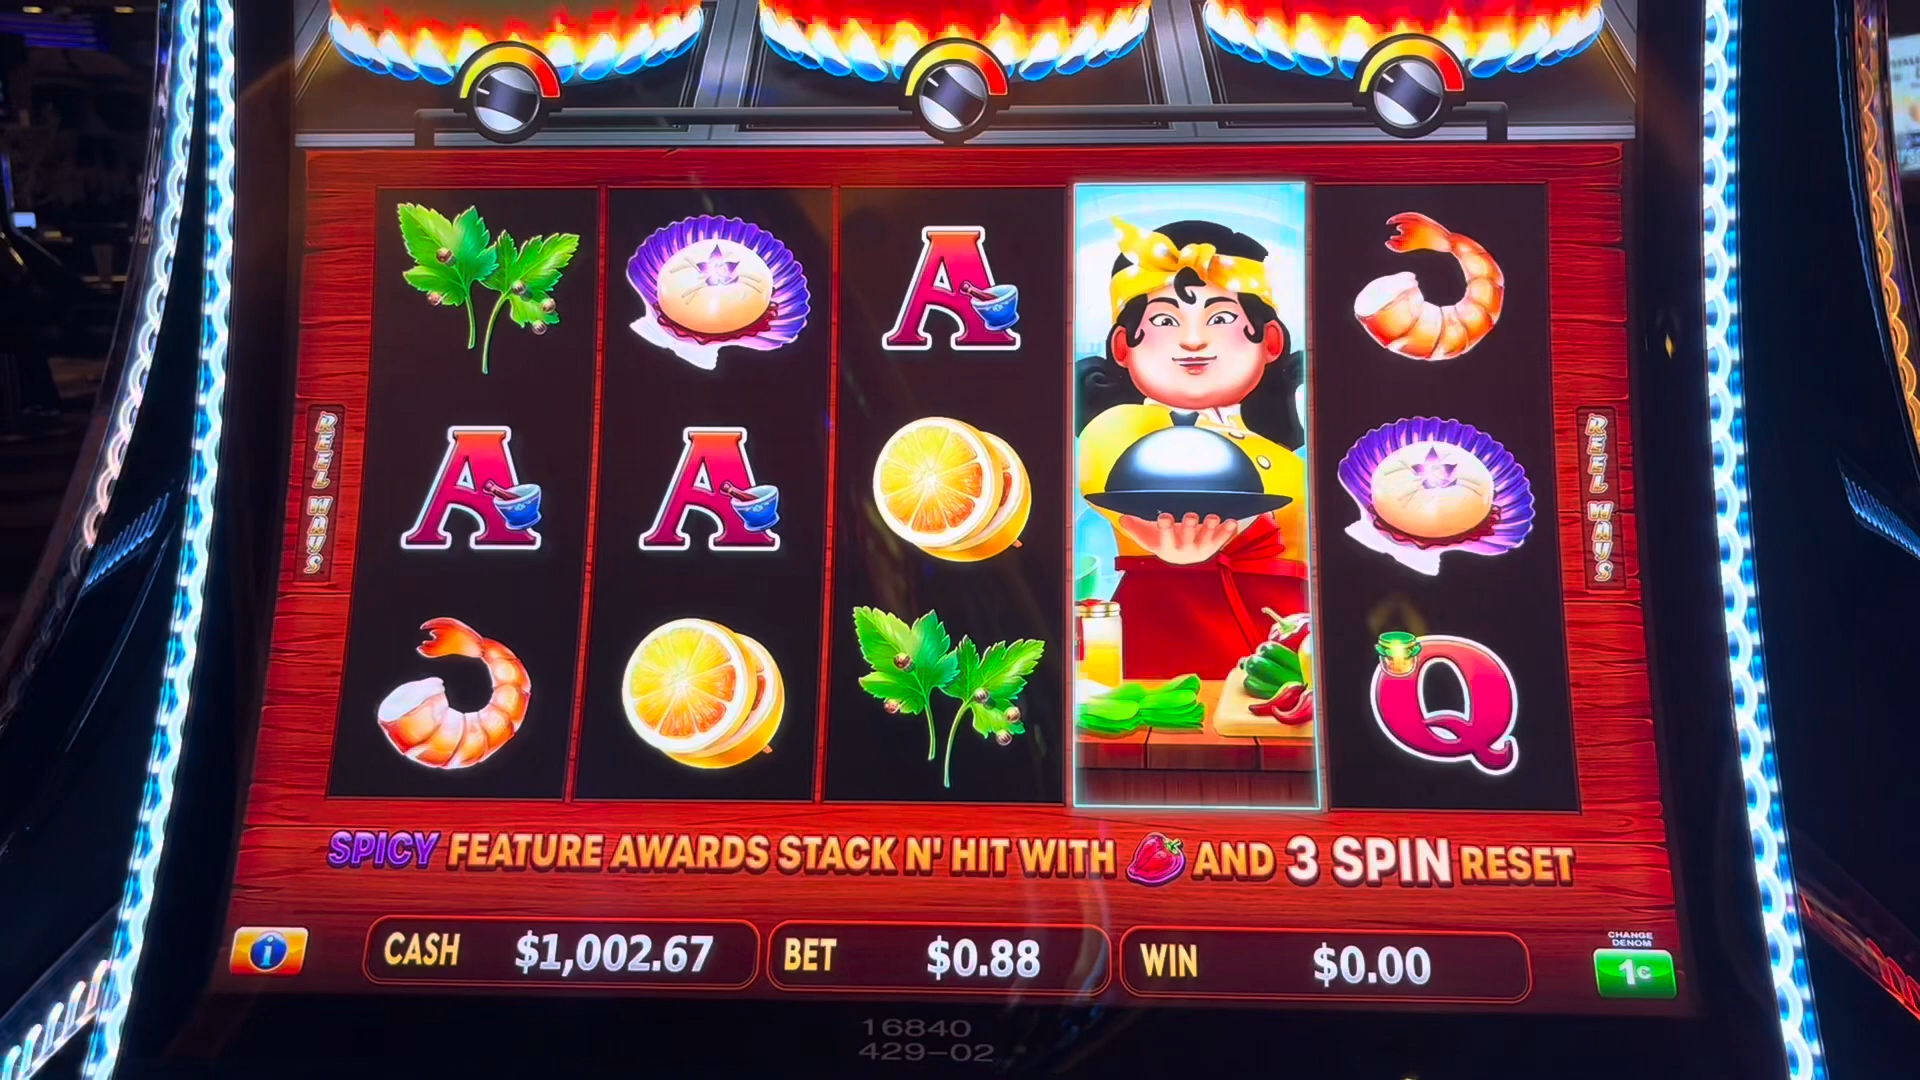 A
A
A
Q
REEL WAYS
REEL WAYS
SPICY FEATURE AWARDS STACK N' HIT WITH AND 3 SPIN RESET
CASH $1,002.67
BET $0.88
WIN $0.00
CHANGE DENOM
1¢
i
16840
429-02